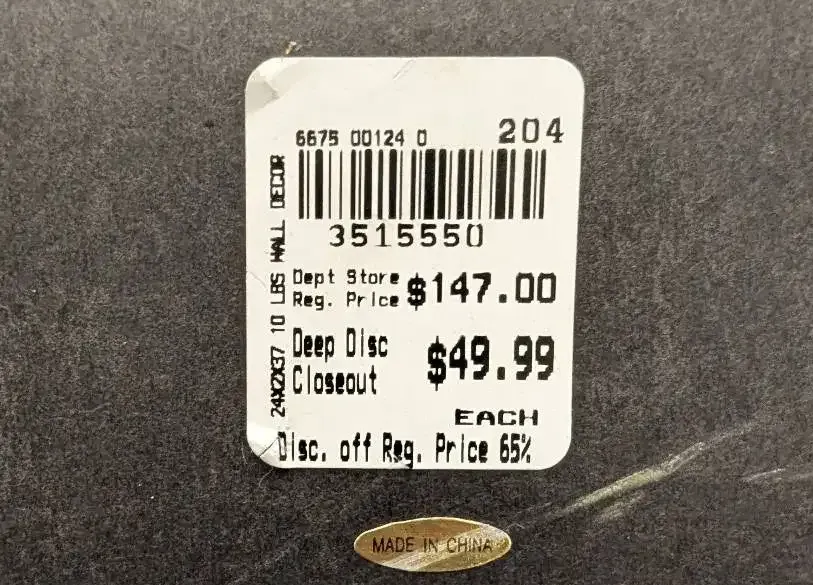 6675 00124 0
204
3515550
24X2X37 10 LBS WALL DECOR
Dept Store
Reg. Price $147.00
Deep Disc
Closeout $49.99
EACH
Disc. off Reg. Price 65%
MADE IN CHINA